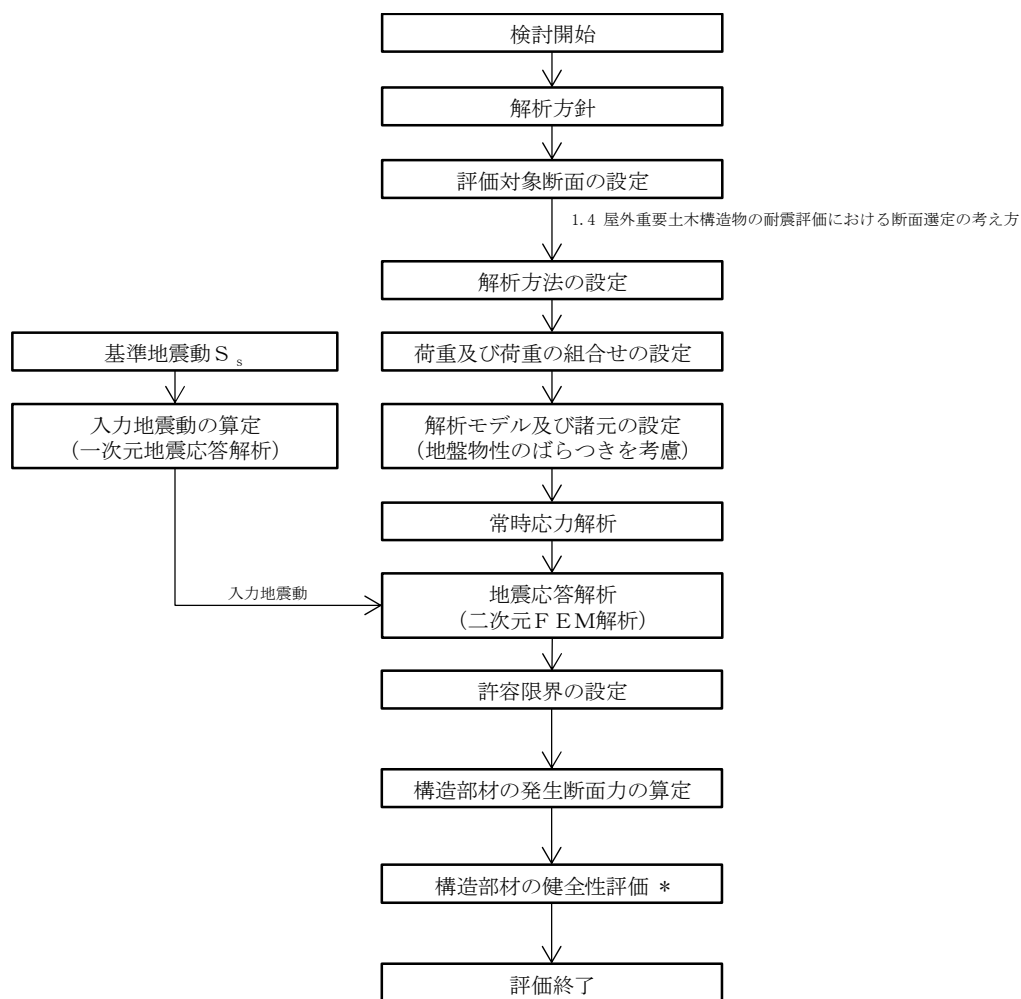 検討開始
解析方針
評価対象断面の設定
1.4 屋外重要土木構造物の耐震評価における断面選定の考え方
解析方法の設定
基準地震動Ｓｓ
荷重及び荷重の組合せの設定
入力地震動の算定
（一次元地震応答解析）
解析モデル及び諸元の設定
（地盤物性のばらつきを考慮）
常時応力解析
入力地震動
地震応答解析
（二次元ＦＥＭ解析）
許容限界の設定
構造部材の発生断面力の算定
構造部材の健全性評価＊
評価終了